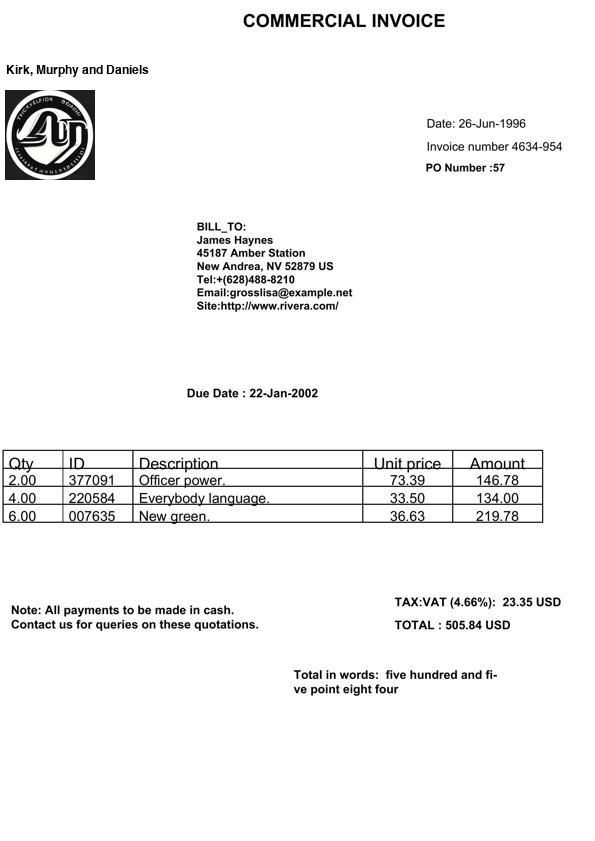 COMMERCIAL INVOICE
Kirk, Murphy and Daniels
Date: 26-Jun-1996
Invoice number 4634-954
PO Number :57
BILL_TO:
James Haynes
45187 Amber Station
New Andrea, NV 52879 US
Tel:+(628)488-8210
Email:grosslisa@example.net
Site:http://www.rivera.com/
Due Date : 22-Jan-2002
Qty ID Description Unit price Amount
2.00 377091 Officer power. 73.39 146.78
4.00 220584 Everybody language. 33.50 134.00
6.00 007635 New green. 36.63 219.78
TAX:VAT (4.66%): 23.35 USD
Note: All payments to be made in cash.
Contact us for queries on these quotations.
TOTAL : 505.84 USD
Total in words: five hundred and fi-
ve point eight four